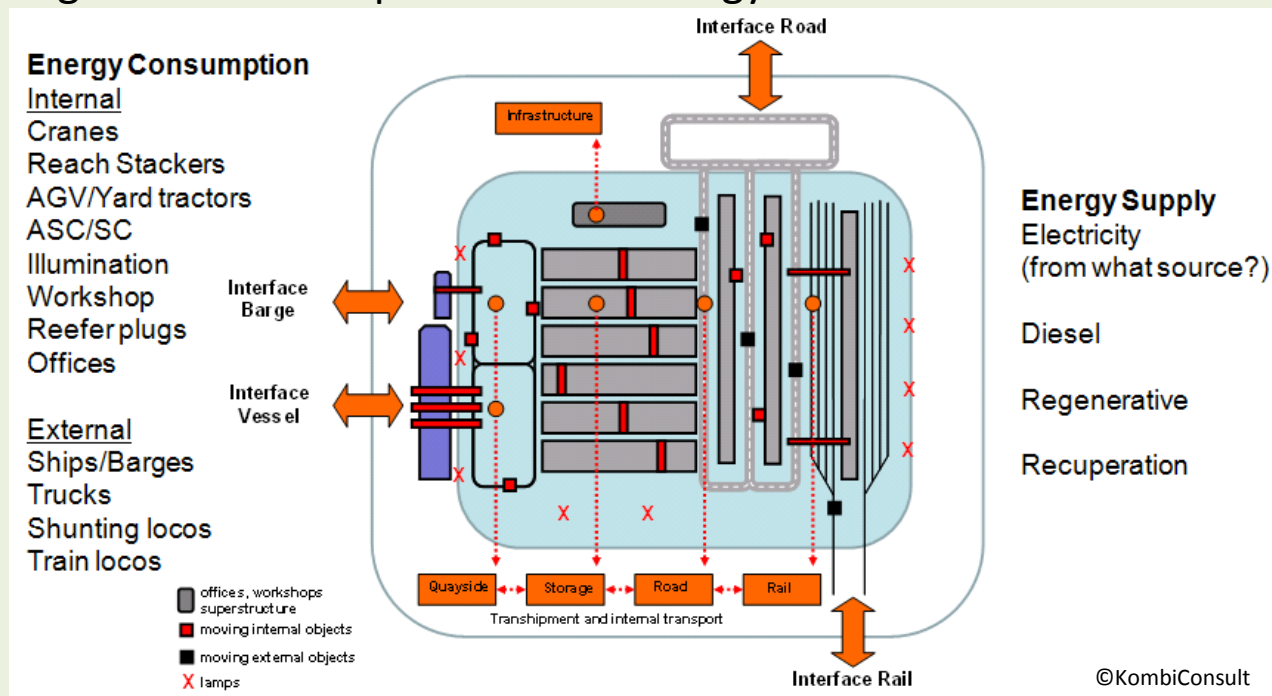 Interface Road
Energy Consumption
Internal
Cranes
Reach Stackers
AGV/Yard tractors
ASC/SC
Illumination
Workshop
Reefer plugs
Offices
External
Ships/Barges
Trucks
Shunting locos
Train locos
Infrastructure
Interface
Barge
Interface
Vessel
Energy Supply
Electricity
(from what source?)
Diesel
Regenerative
Recuperation
Quayside
Storage
Road
Rail
Transhipment and internal transport
offices, workshops
superstructure
moving internal objects
moving external objects
X lamps
Interface Rail
©KombiConsult